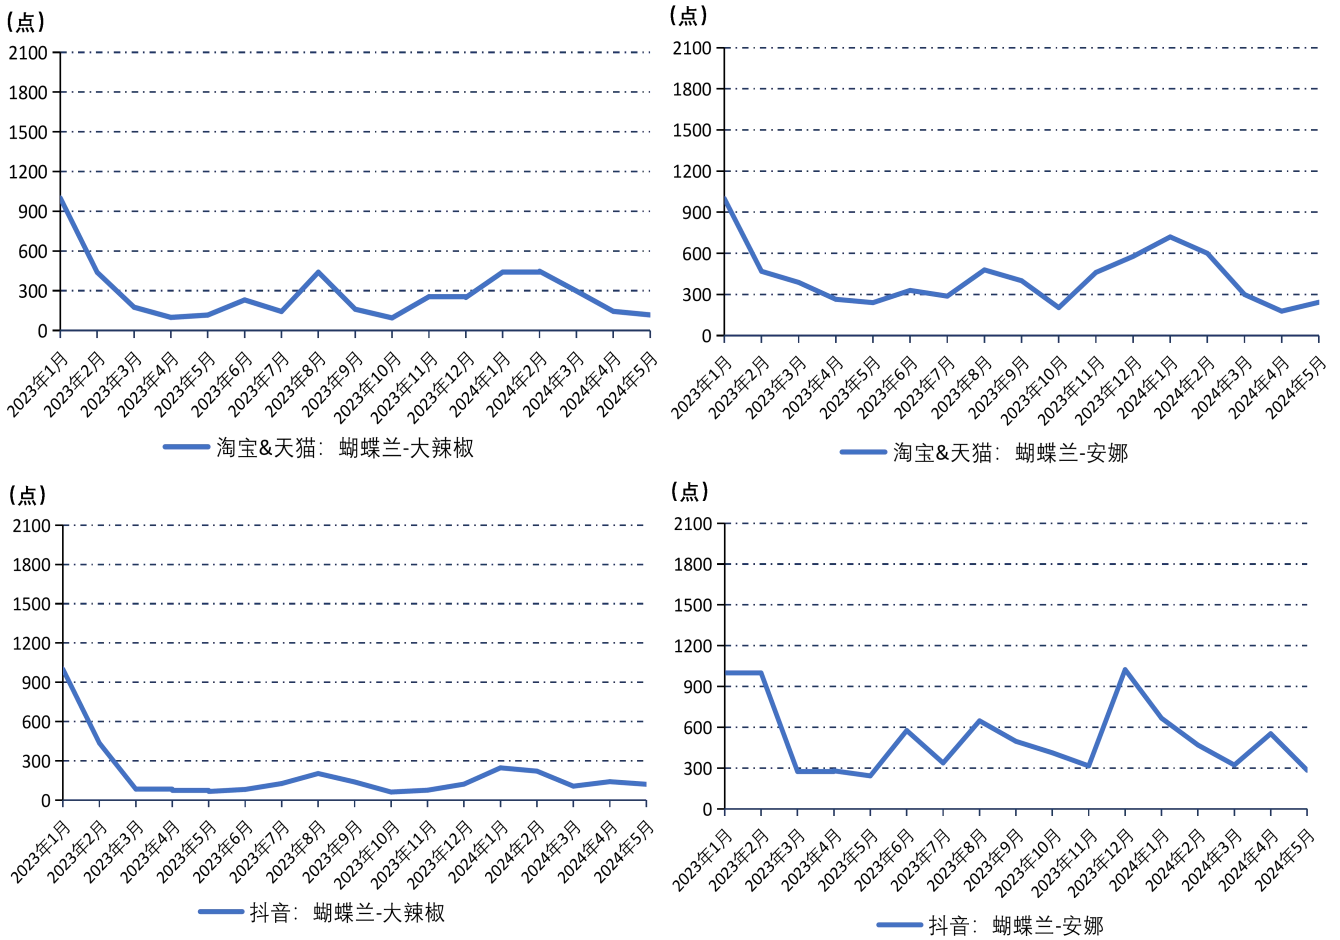 (点)
2100
1800
1500
1200
900
600
300
0
2023年1月
2023年2月
2023年3月
2023年4月
2023年5月
2023年6月
2023年7月
2023年8月
2023年9月
2023年10月
2023年11月
2023年12月
2024年1月
2024年2月
2024年3月
2024年4月
2024年5月
淘宝&天猫：蝴蝶兰-大辣椒
(点)
2100
1800
1500
1200
900
600
300
0
2023年1月
2023年2月
2023年3月
2023年4月
2023年5月
2023年6月
2023年7月
2023年8月
2023年9月
2023年10月
2023年11月
2023年12月
2024年1月
2024年2月
2024年3月
2024年4月
2024年5月
淘宝&天猫：蝴蝶兰-安娜
(点)
2100
1800
1500
1200
900
600
300
0
2023年1月
2023年2月
2023年3月
2023年4月
2023年5月
2023年6月
2023年7月
2023年8月
2023年9月
2023年10月
2023年11月
2023年12月
2024年1月
2024年2月
2024年3月
2024年4月
2024年5月
抖音：蝴蝶兰-大辣椒
(点)
2100
1800
1500
1200
900
600
300
0
2023年1月
2023年2月
2023年3月
2023年4月
2023年5月
2023年6月
2023年7月
2023年8月
2023年9月
2023年10月
2023年11月
2023年12月
2024年1月
2024年2月
2024年3月
2024年4月
2024年5月
抖音：蝴蝶兰-安娜